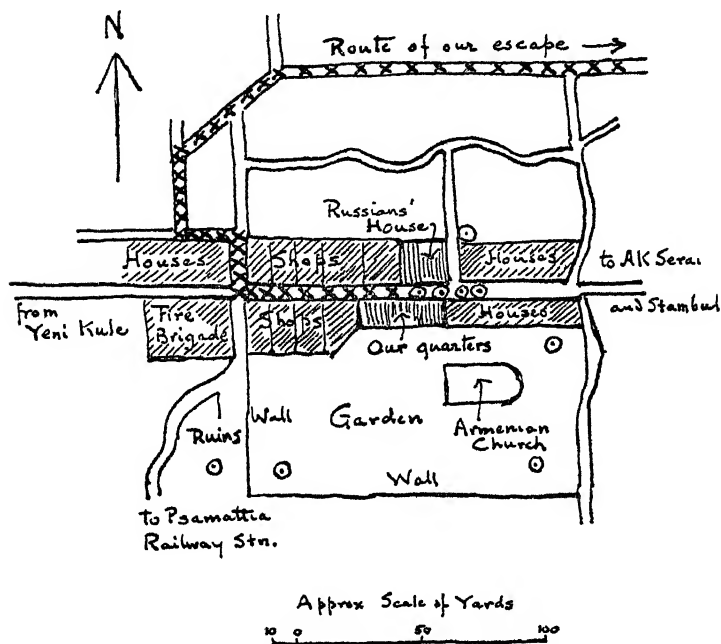 N
Route of our escape →
Russians'
House
Houses
Shops
Houses
to AK Serai
from
Yeni Kule
Fire
Brigade
Shops
Our quarters
Houses
and Stambul
Ruins
Wall
Garden
Armenian
Church
Wall
to Psamattia
Railway Stn.
Approx Scale of Yards
10 0 50 100